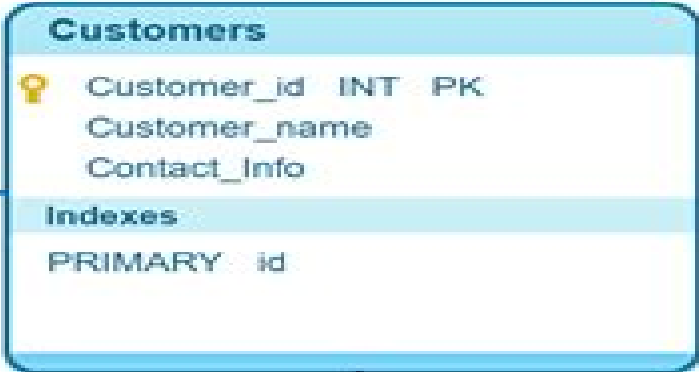 Customers
Customer_id INT PK
Customer_name
Contact_Info
Indexes
PRIMARY id